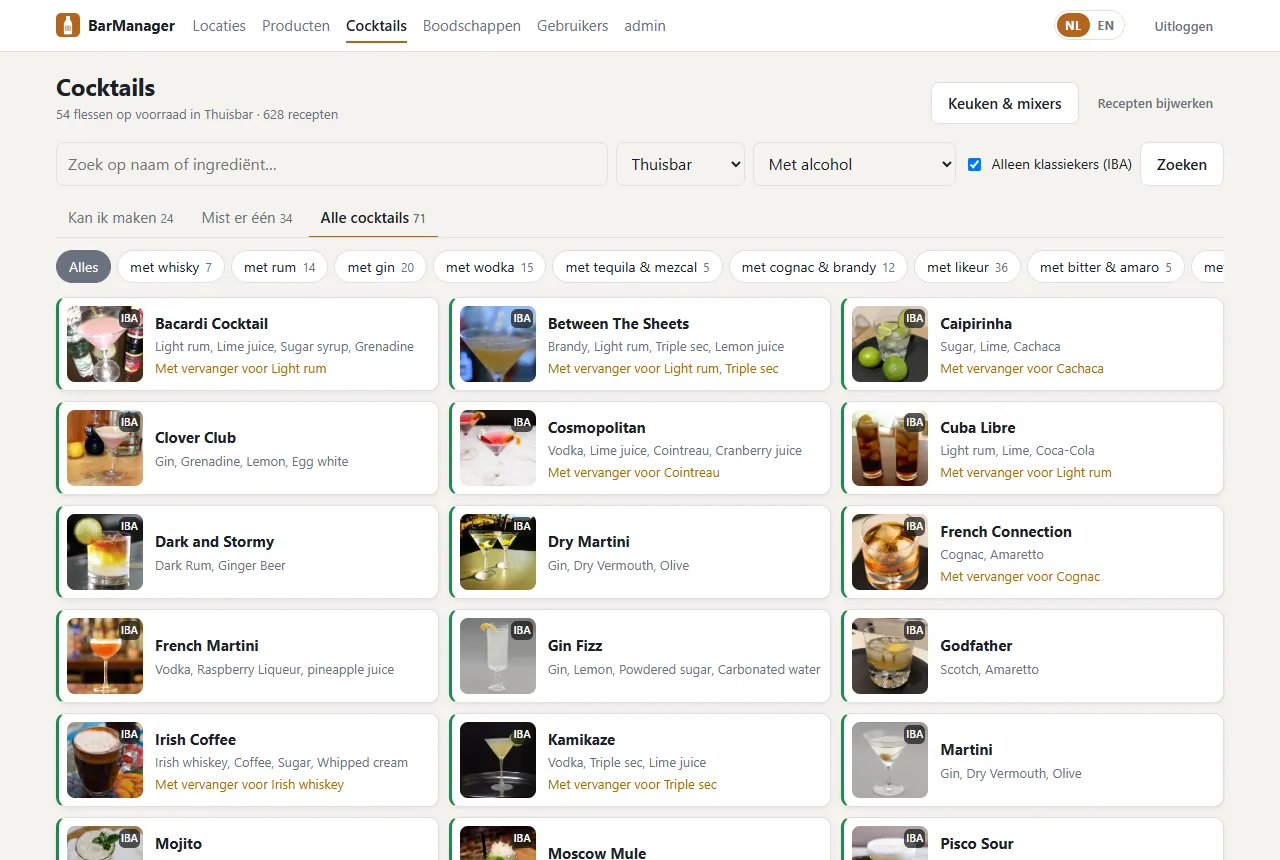 BarManager Locaties Producten Cocktails Boodschappen Gebruikers admin NL EN Uitloggen
Cocktails
54 flessen op voorraad in Thuisbar · 628 recepten
Keuken & mixers Recepten bijwerken
Zoek op naam of ingrediënt... Thuisbar Met alcohol Alleen klassiekers (IBA) Zoeken
Kan ik maken 24 Mist er één 34 Alle cocktails 71
Alles met whisky 7 met rum 14 met gin 20 met wodka 15 met tequila & mezcal 5 met cognac & brandy 12 met likeur 36 met bitter & amaro 5 me
IBA
Bacardi Cocktail
Light rum, Lime juice, Sugar syrup, Grenadine
Met vervanger voor Light rum
IBA
Between The Sheets
Brandy, Light rum, Triple sec, Lemon juice
Met vervanger voor Light rum, Triple sec
IBA
Caipirinha
Sugar, Lime, Cachaca
Met vervanger voor Cachaca
IBA
Clover Club
Gin, Grenadine, Lemon, Egg white
IBA
Cosmopolitan
Vodka, Lime juice, Cointreau, Cranberry juice
Met vervanger voor Cointreau
IBA
Cuba Libre
Light rum, Lime, Coca-Cola
Met vervanger voor Light rum
IBA
Dark and Stormy
Dark Rum, Ginger Beer
IBA
Dry Martini
Gin, Dry Vermouth, Olive
IBA
French Connection
Cognac, Amaretto
Met vervanger voor Cognac
IBA
French Martini
Vodka, Raspberry Liqueur, pineapple juice
IBA
Gin Fizz
Gin, Lemon, Powdered sugar, Carbonated water
IBA
Godfather
Scotch, Amaretto
IBA
Irish Coffee
Irish whiskey, Coffee, Sugar, Whipped cream
Met vervanger voor Irish whiskey
IBA
Kamikaze
Vodka, Triple sec, Lime juice
Met vervanger voor Triple sec
IBA
Martini
Gin, Dry Vermouth, Olive
IBA
Mojito
IBA
Moscow Mule
IBA
Pisco Sour